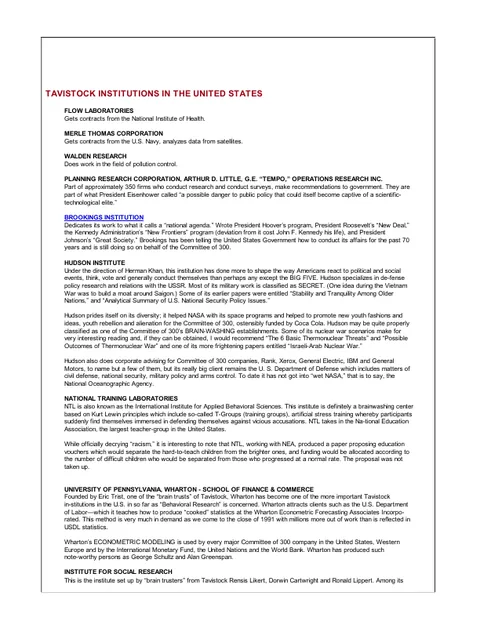 TAVISTOCK INSTITUTIONS IN THE UNITED STATES
FLOW LABORATORIES
Gets contracts from the National Institute of Health.
MERLE THOMAS CORPORATION
Gets contracts from the U.S. Navy, analyzes data from satellites.
WALDEN RESEARCH
Does work in the field of pollution control.
PLANNING RESEARCH CORPORATION, ARTHUR D. LITTLE, G.E. "TEMPO," OPERATIONS RESEARCH INC.
Part of approximately 350 firms who conduct research and conduct surveys, make recommendations to government. They are
part of what President Eisenhower called "a possible danger to public policy that could itself become captive of a scientific-
technological elite."
BROOKINGS INSTITUTION
Dedicates its work to what it calls a "national agenda." Wrote President Hoover's program, President Roosevelt's "New Deal,"
the Kennedy Administration's "New Frontiers" program (deviation from it cost John F. Kennedy his life), and President
Johnson's "Great Society." Brookings has been telling the United States Government how to conduct its affairs for the past 70
years and is still doing so on behalf of the Committee of 300.
HUDSON INSTITUTE
Under the direction of Herman Khan, this institution has done more to shape the way Americans react to political and social
events, think, vote and generally conduct themselves than perhaps any except the BIG FIVE. Hudson specializes in de-fense
policy research and relations with the USSR. Most of its military work is classified as SECRET. (One idea during the Vietnam
War was to build a moat around Saigon.) Some of its earlier papers were entitled "Stability and Tranquility Among Older
Nations," and "Analytical Summary of U.S. National Security Policy Issues."
Hudson prides itself on its diversity; it helped NASA with its space programs and helped to promote new youth fashions and
ideas, youth rebellion and alienation for the Committee of 300, ostensibly funded by Coca Cola. Hudson may be quite properly
classified as one of the Committee of 300's BRAIN-WASHING establishments. Some of its nuclear war scenarios make for
very interesting reading and, if they can be obtained, I would recommend "The 6 Basic Thermonuclear Threats" and "Possible
Outcomes of Thermonuclear War" and one of its more frightening papers entitled "Israeli-Arab Nuclear War."
Hudson also does corporate advising for Committee of 300 companies, Rank, Xerox, General Electric, IBM and General
Motors, to name but a few of them, but its really big client remains the U. S. Department of Defense which includes matters of
civil defense, national security, military policy and arms control. To date it has not got into "wet NASA," that is to say, the
National Oceanographic Agency.
NATIONAL TRAINING LABORATORIES
NTL is also known as the International Institute for Applied Behavioral Sciences. This institute is definitely a brainwashing center
based on Kurt Lewin principles which include so-called T-Groups (training groups), artificial stress training whereby participants
suddenly find themselves immersed in defending themselves against vicious accusations. NTL takes in the Na-tional Education
Association, the largest teacher-group in the United States.
While officially decrying "racism," it is interesting to note that NTL, working with NEA, produced a paper proposing education
vouchers which would separate the hard-to-teach children from the brighter ones, and funding would be allocated according to
the number of difficult children who would be separated from those who progressed at a normal rate. The proposal was not
taken up.
UNIVERSITY OF PENNSYLVANIA, WHARTON - SCHOOL OF FINANCE & COMMERCE
Founded by Eric Trist, one of the "brain trusts" of Tavistock, Wharton has become one of the more important Tavistock
in-stitutions in the U.S. in so far as "Behavioral Research" is concerned. Wharton attracts clients such as the U.S. Department
of Labor—which it teaches how to produce "cooked" statistics at the Wharton Econometric Forecasting Associates Incorpo-
rated. This method is very much in demand as we come to the close of 1991 with millions more out of work than is reflected in
USDL statistics.
Wharton's ECONOMETRIC MODELING is used by every major Committee of 300 company in the United States, Western
Europe and by the International Monetary Fund, the United Nations and the World Bank. Wharton has produced such
note-worthy persons as George Schultz and Alan Greenspan.
INSTITUTE FOR SOCIAL RESEARCH
This is the institute set up by "brain trusters" from Tavistock Rensis Likert, Dorwin Cartwright and Ronald Lippert. Among its